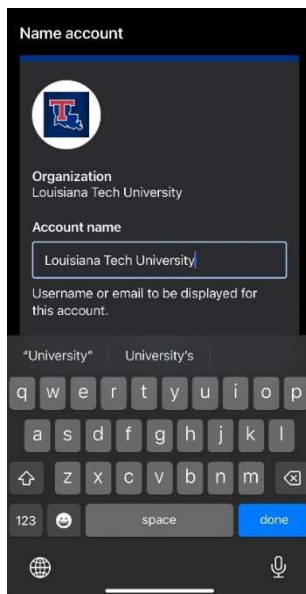 Name account
T
Organization
Louisiana Tech University
Account name
Louisiana Tech University
Username or email to be displayed for
this account.
"University" University's
q w e r t y u i o p
a s d f g h j k l
z x c v b n m
123 space done